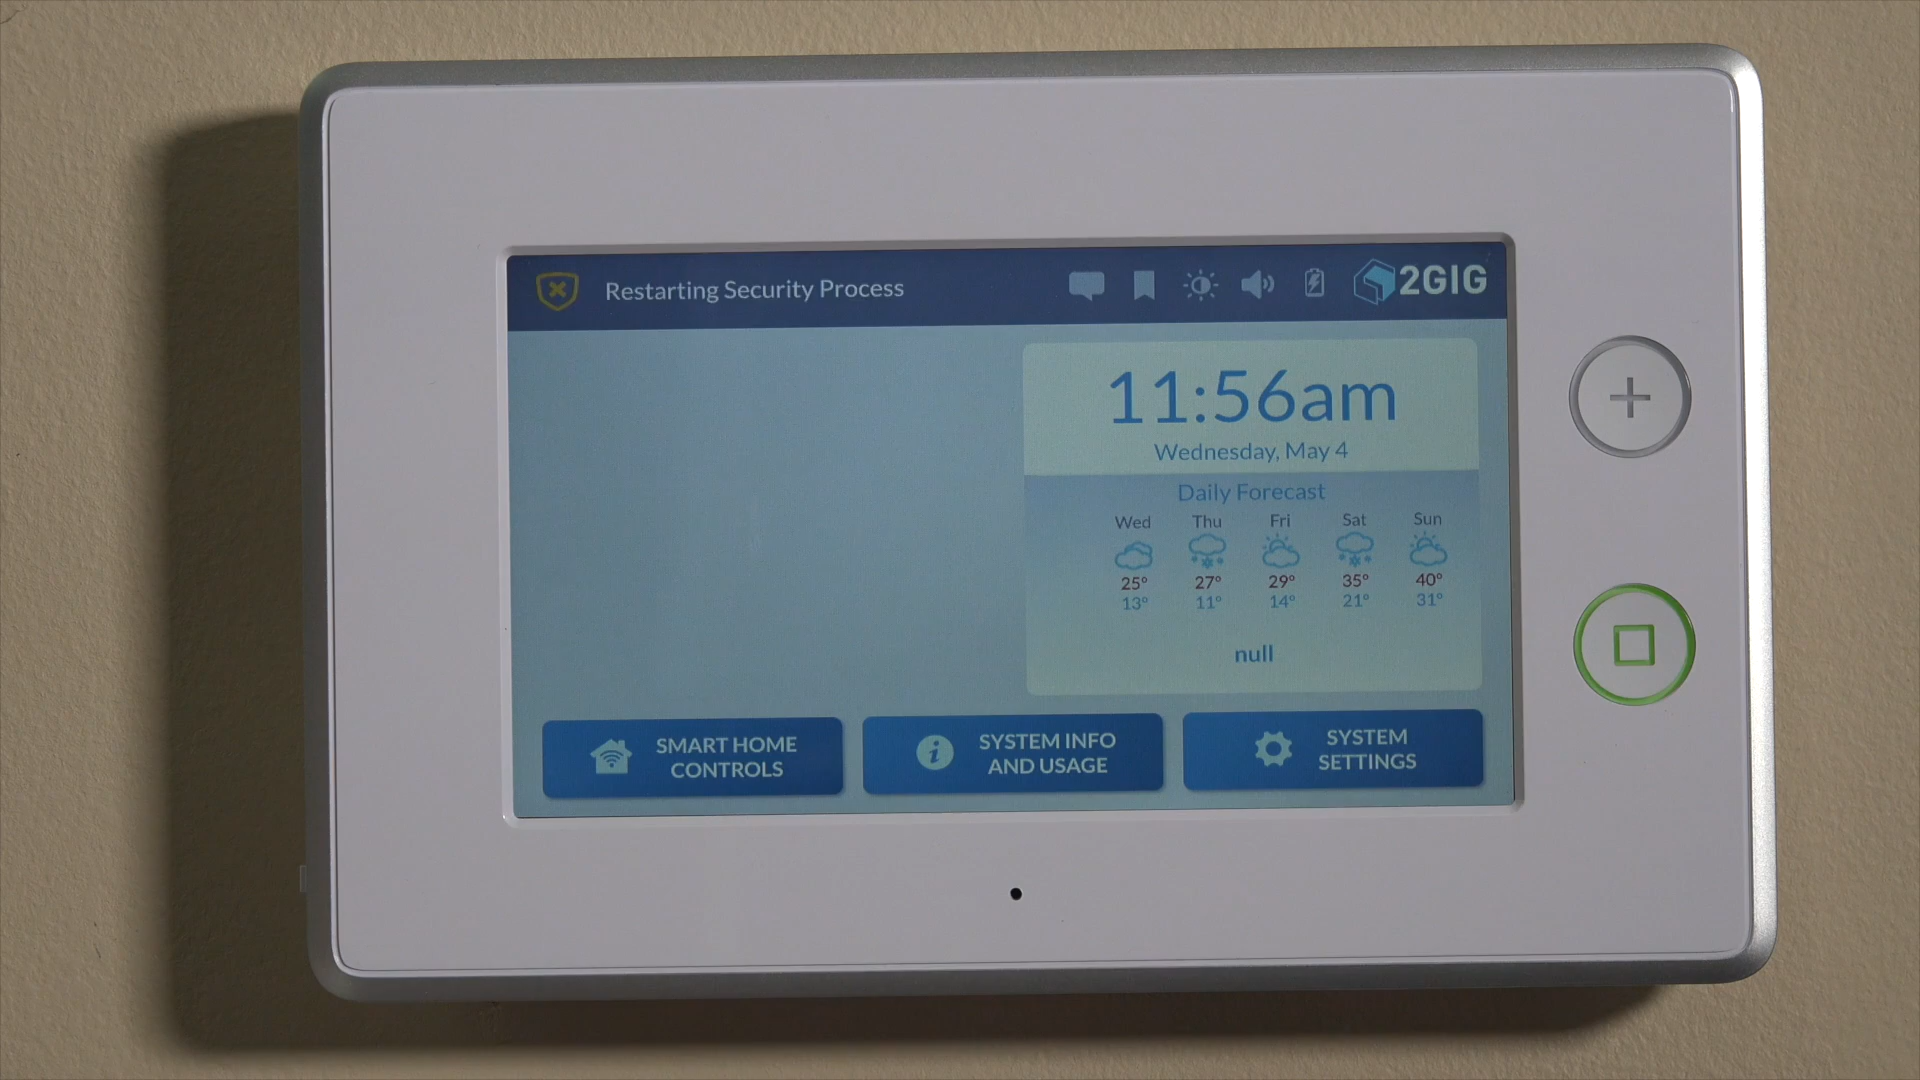 Restarting Security Process
2GIG
11:56am
Wednesday, May 4
Daily Forecast
Wed Thu Fri Sat Sun
25° 27° 29° 35° 40°
13° 11° 14° 21° 31°
null
SMART HOME
CONTROLS
SYSTEM INFO
AND USAGE
SYSTEM
SETTINGS